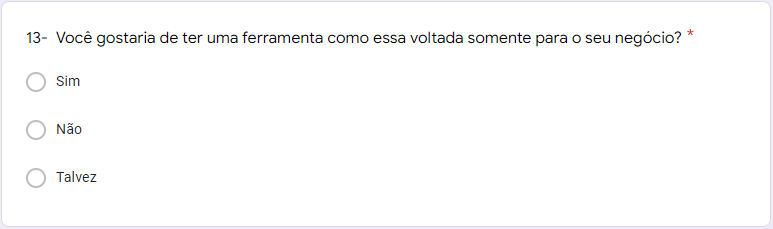 13- Você gostaria de ter uma ferramenta como essa voltada somente para o seu negócio? *
Sim
Não
Talvez